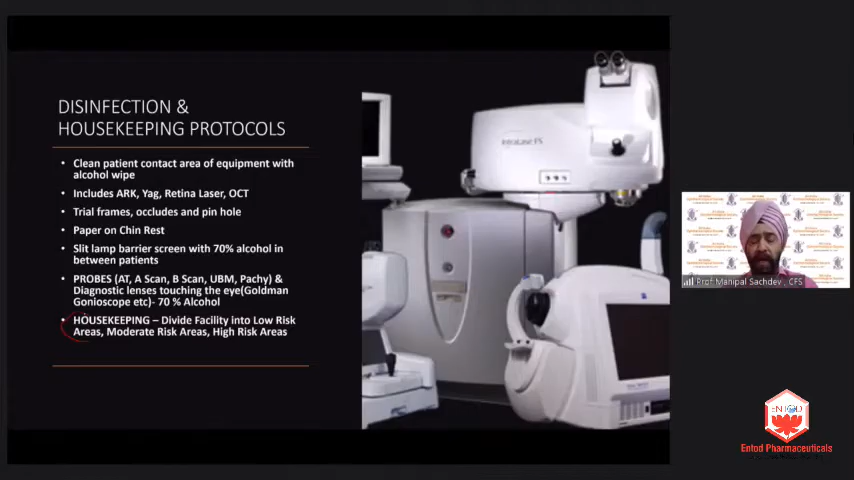 DISINFECTION &
HOUSEKEEPING PROTOCOLS
• Clean patient contact area of equipment with
alcohol wipe
• Includes ARK, Yag, Retina Laser, OCT
• Trial frames, occludes and pin hole
• Paper on Chin Rest
• Slit lamp barrier screen with 70% alcohol in
between patients
• PROBES (AT, A Scan, B Scan, UBM, Pachy) &
Diagnostic lenses touching the eye(Goldman
Gonioscope etc)- 70 % Alcohol
• HOUSEKEEPING – Divide Facility into Low Risk
Areas, Moderate Risk Areas, High Risk Areas
IntraLase FS
Prof Manipal Sachdev , CFS
ENTOD
Entod Pharmaceuticals